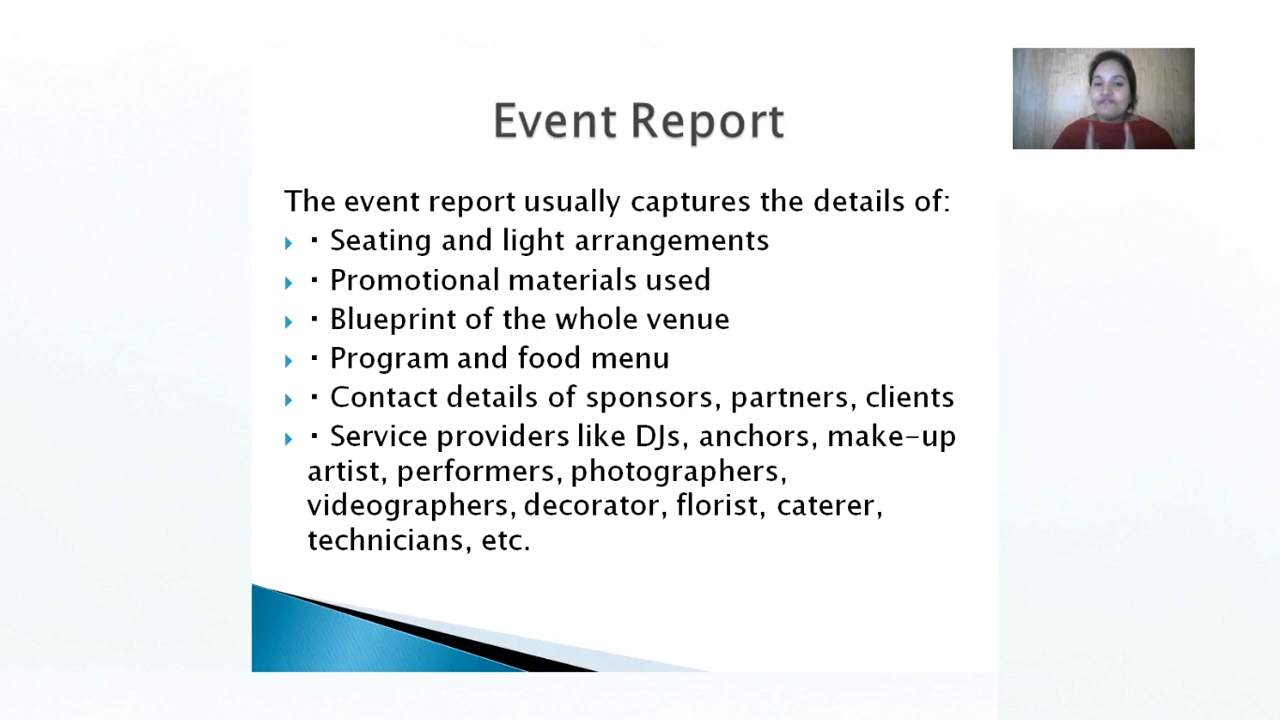 Event Report
The event report usually captures the details of:
· Seating and light arrangements
· Promotional materials used
· Blueprint of the whole venue
· Program and food menu
· Contact details of sponsors, partners, clients
· Service providers like DJs, anchors, make-up
artist, performers, photographers,
videographers, decorator, florist, caterer,
technicians, etc.